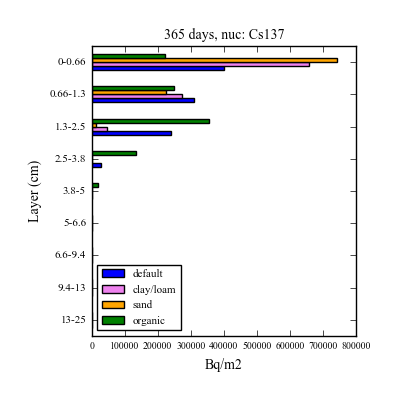 365 days, nuc: Cs137
Layer (cm)
0-0.66
0.66-1.3
1.3-2.5
2.5-3.8
3.8-5
5-6.6
6.6-9.4
9.4-13
13-25
default
clay/loam
sand
organic
0 100000 200000 300000 400000 500000 600000 700000 800000
Bq/m2